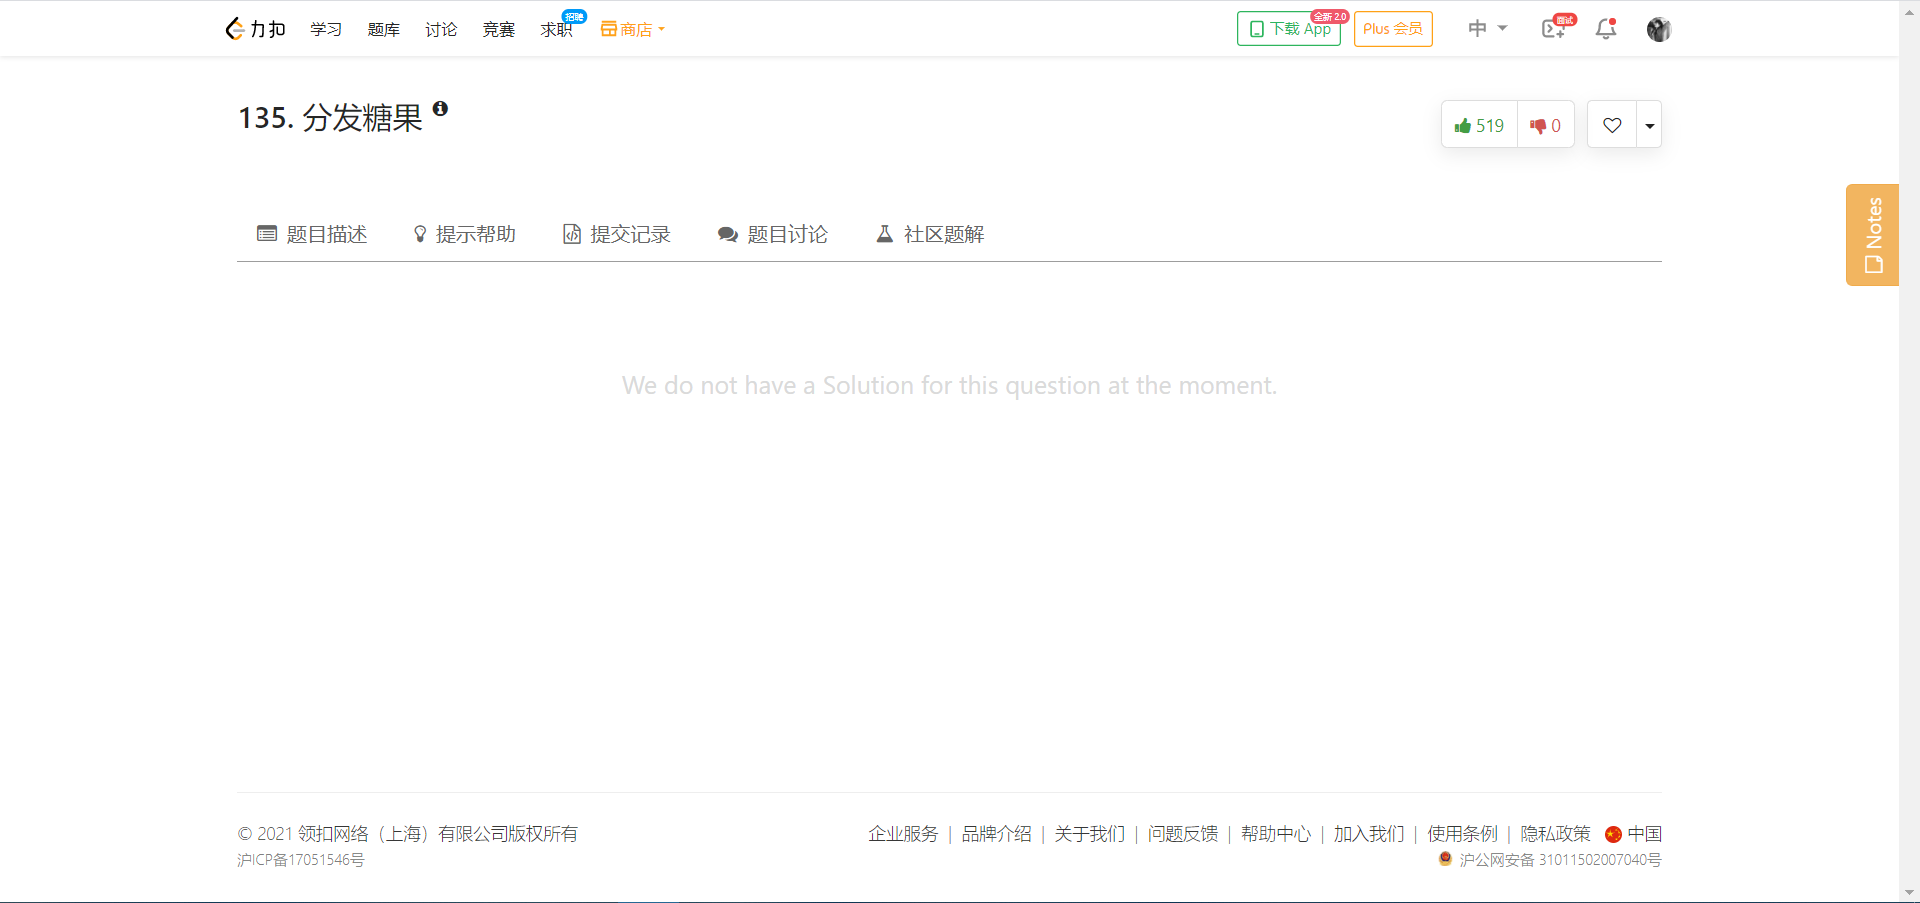 力扣 学习 题库 讨论 竞赛 求职 招聘 商店 下载 App 全新 2.0 Plus 会员 中 面试
135. 分发糖果
519 0
Notes
题目描述 提示帮助 提交记录 题目讨论 社区题解
We do not have a Solution for this question at the moment.
© 2021 领扣网络（上海）有限公司版权所有
企业服务 | 品牌介绍 | 关于我们 | 问题反馈 | 帮助中心 | 加入我们 | 使用条例 | 隐私政策 中国
沪ICP备17051546号
沪公网安备 31011502007040号